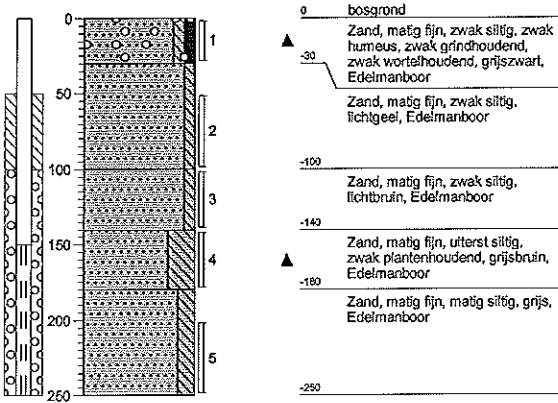 0
50
100
150
200
250
1
2
3
4
5
0 bosgrond
Zand, matig fijn, zwak siltig, zwak
humeus, zwak grindhoudend,
zwak wortelhoudend, grijszwart,
Edelmanboor
-30
Zand, matig fijn, zwak siltig,
lichtgeel, Edelmanboor
-100
Zand, matig fijn, zwak siltig,
lichtbruin, Edelmanboor
-140
Zand, matig fijn, uiterst siltig,
zwak plantenhoudend, grijsbruin,
Edelmanboor
-180
Zand, matig fijn, matig siltig, grijs,
Edelmanboor
-250